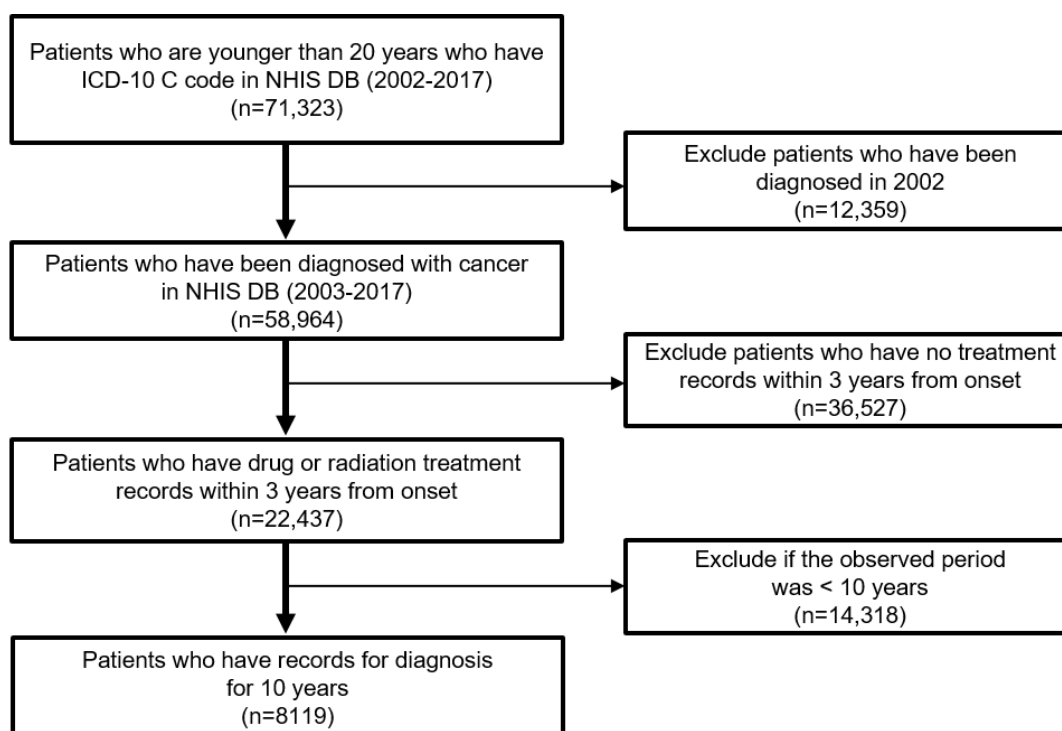 Patients who are younger than 20 years who have
ICD-10 C code in NHIS DB (2002-2017)
(n=71,323)
Exclude patients who have been
diagnosed in 2002
(n=12,359)
Patients who have been diagnosed with cancer
in NHIS DB (2003-2017)
(n=58,964)
Exclude patients who have no treatment
records within 3 years from onset
(n=36,527)
Patients who have drug or radiation treatment
records within 3 years from onset
(n=22,437)
Exclude if the observed period
was < 10 years
(n=14,318)
Patients who have records for diagnosis
for 10 years
(n=8119)